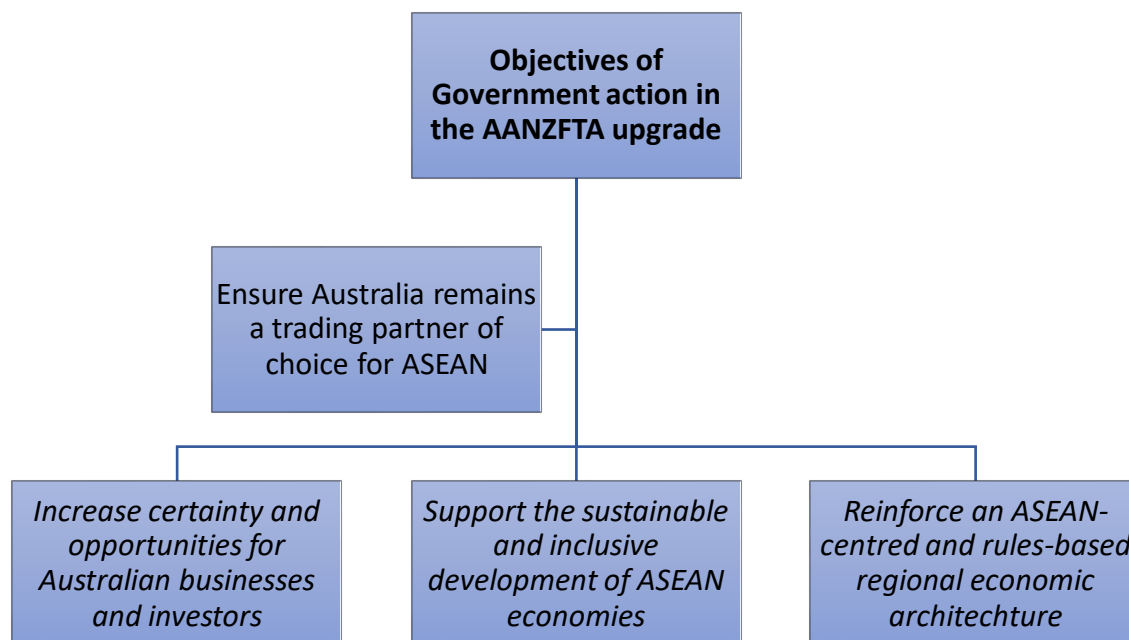 Objectives of
Government action in
the AANZFTA upgrade
Ensure Australia remains
a trading partner of
choice for ASEAN
Increase certainty and
opportunities for
Australian businesses
and investors
Support the sustainable
and inclusive
development of ASEAN
economies
Reinforce an ASEAN-
centred and rules-based
regional economic
architechture